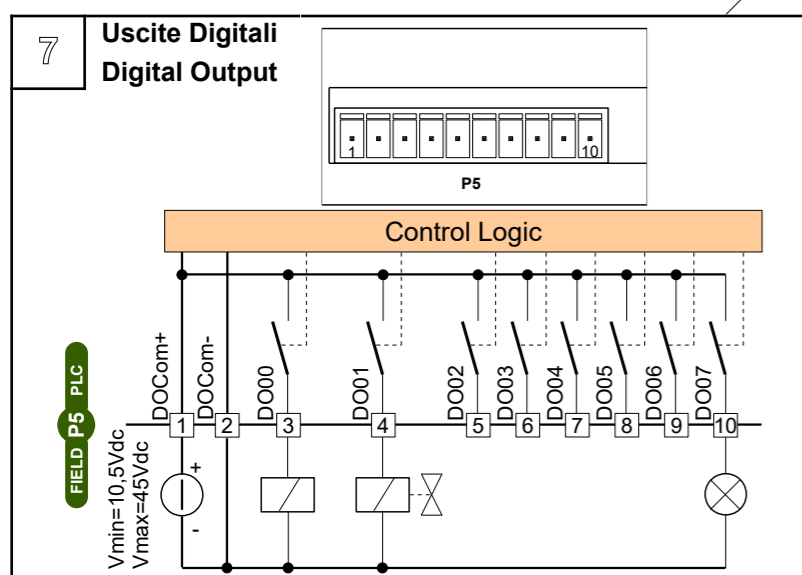 7
Uscite Digitali
Digital Output
1
10
P5
Control Logic
DOCom+
DOCom-
DO00
DO01
DO02
DO03
DO04
DO05
DO06
DO07
FIELD P5 PLC
1
2
3
4
5
6
7
8
9
10
Vmin=10,5Vdc
Vmax=45Vdc
+
-